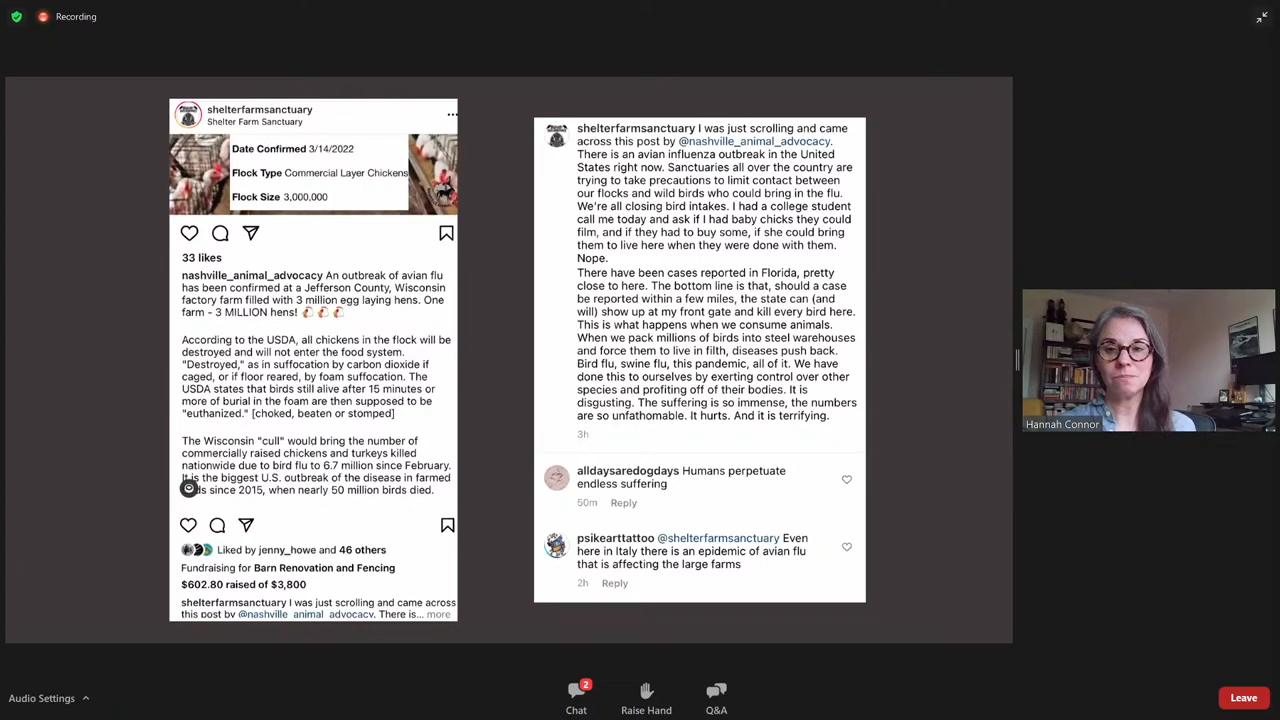 Recording
shelterfarmsanctuary
Shelter Farm Sanctuary
Date Confirmed 3/14/2022
Flock Type Commercial Layer Chickens
Flock Size 3,000,000
33 likes
nashville_animal_advocacy An outbreak of avian flu
has been confirmed at a Jefferson County, Wisconsin
factory farm filled with 3 million egg laying hens. One
farm - 3 MILLION hens! 🐔🐔🐔
According to the USDA, all chickens in the flock will be
destroyed and will not enter the food system.
"Destroyed," as in suffocation by carbon dioxide if
caged, or if floor reared, by foam suffocation. The
USDA states that birds still alive after 15 minutes or
more of burial in the foam are then supposed to be
"euthanized." [choked, beaten or stomped]
The Wisconsin "cull" would bring the number of
commercially raised chickens and turkeys killed
nationwide due to bird flu to 6.7 million since February.
It is the biggest U.S. outbreak of the disease in farmed
ds since 2015, when nearly 50 million birds died.
Liked by jenny_howe and 46 others
Fundraising for Barn Renovation and Fencing
$602.80 raised of $3,800
shelterfarmsanctuary I was just scrolling and came across
this post by @nashville_animal_advocacy. There is... more
shelterfarmsanctuary I was just scrolling and came
across this post by @nashville_animal_advocacy.
There is an avian influenza outbreak in the United
States right now. Sanctuaries all over the country are
trying to take precautions to limit contact between
our flocks and wild birds who could bring in the flu.
We're all closing bird intakes. I had a college student
call me today and ask if I had baby chicks they could
film, and if they had to buy some, if she could bring
them to live here when they were done with them.
Nope.
There have been cases reported in Florida, pretty
close to here. The bottom line is that, should a case
be reported within a few miles, the state can (and
will) show up at my front gate and kill every bird here.
This is what happens when we consume animals.
When we pack millions of birds into steel warehouses
and force them to live in filth, diseases push back.
Bird flu, swine flu, this pandemic, all of it. We have
done this to ourselves by exerting control over other
species and profiting off of their bodies. It is
disgusting. The suffering is so immense, the numbers
are so unfathomable. It hurts. And it is terrifying.
3h
alldaysaredogdays Humans perpetuate
endless suffering
50m Reply
psikearttattoo @shelterfarmsanctuary Even
here in Italy there is an epidemic of avian flu
that is affecting the large farms
2h Reply
Hannah Connor
Audio Settings
2
Chat
Raise Hand
Q&A
Leave